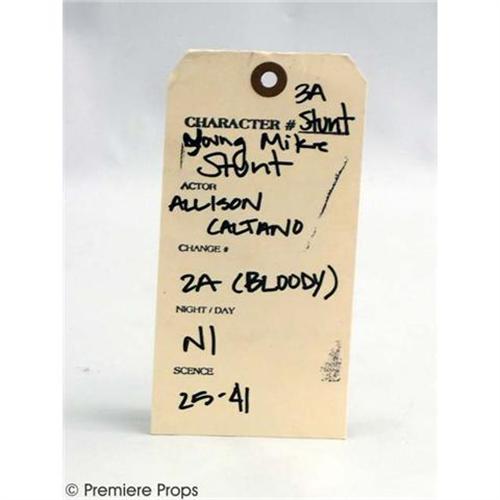 3A
CHARACTER # Stunt
Young Mike
Stunt
ACTOR
ALLISON
CALTANO
CHANGE #
2A (BLOODY)
NIGHT / DAY
N1
SCENCE
25-41
© Premiere Props